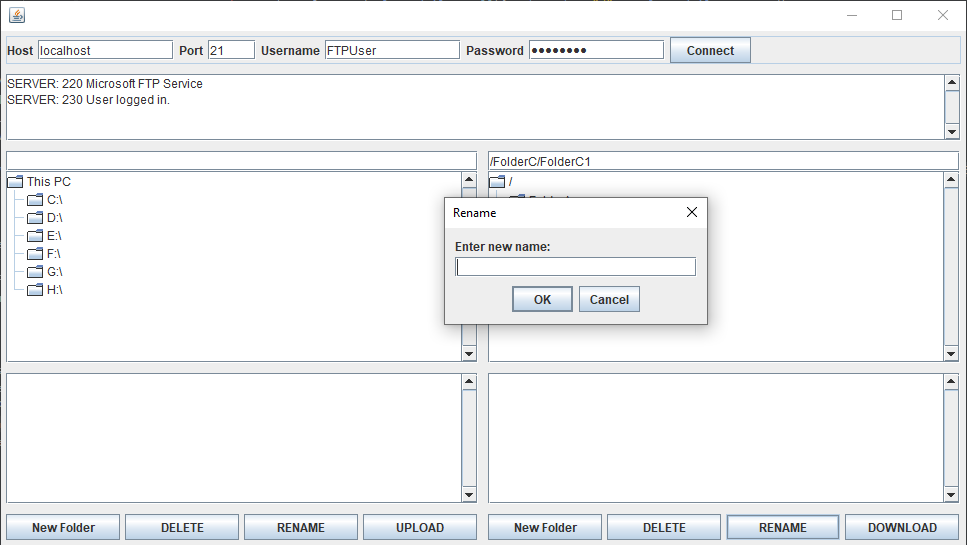 Host localhost Port 21 Username FTPUser Password •••••••• Connect
SERVER: 220 Microsoft FTP Service
SERVER: 230 User logged in.
/FolderC/FolderC1
This PC
C:\
D:\
E:\
F:\
G:\
H:\
/
Rename
Enter new name:
OK Cancel
New Folder DELETE RENAME UPLOAD New Folder DELETE RENAME DOWNLOAD